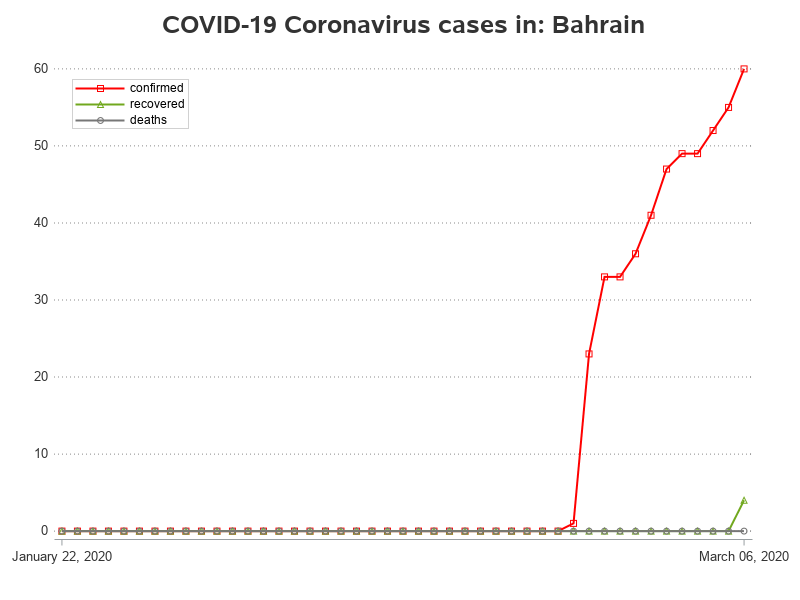 COVID-19 Coronavirus cases in: Bahrain
60
confirmed
recovered
deaths
50
40
30
20
10
0
January 22, 2020 March 06, 2020